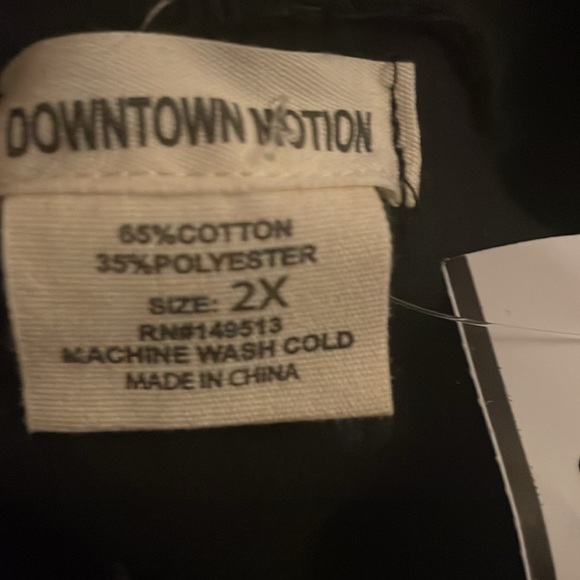 DOWNTOWN MOTION
65%COTTON
35%POLYESTER
SIZE: 2X
RN#149513
MACHINE WASH COLD
MADE IN CHINA